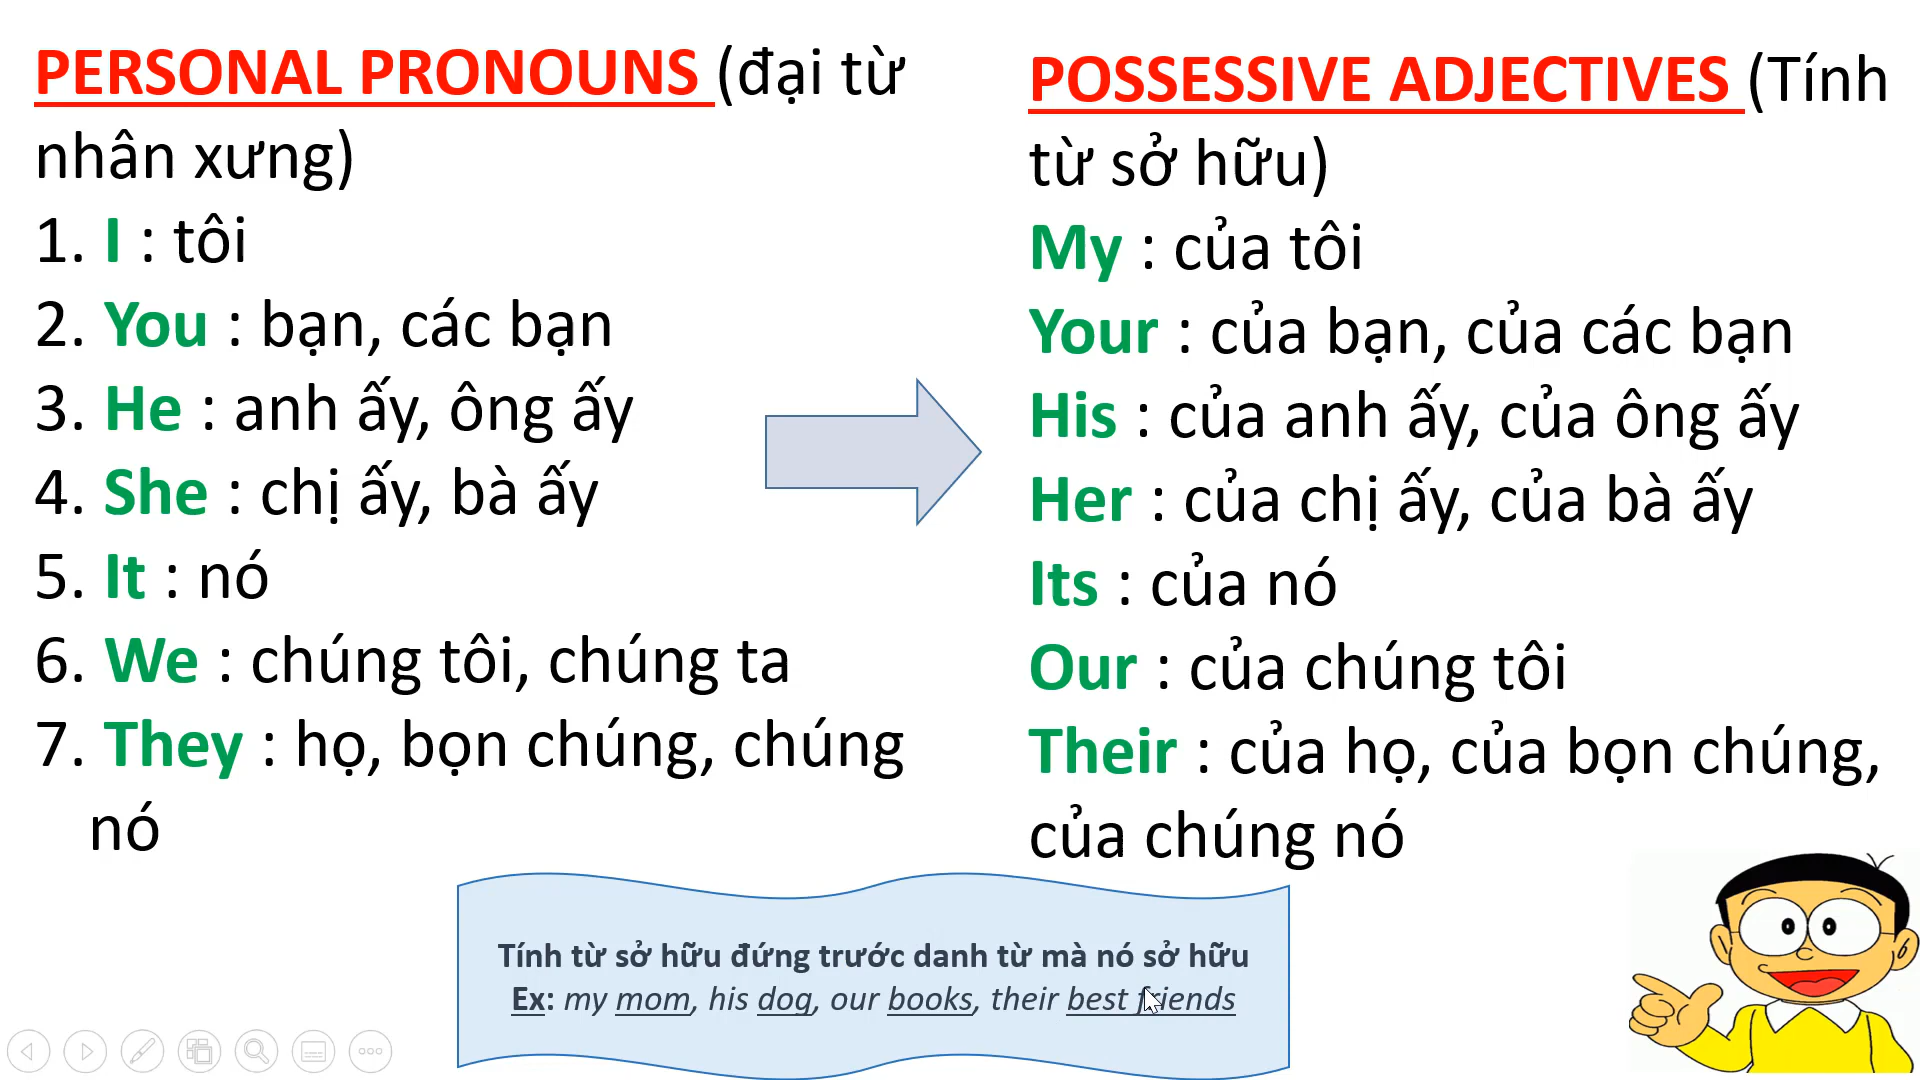 PERSONAL PRONOUNS (đại từ
nhân xưng)
1. I : tôi
2. You : bạn, các bạn
3. He : anh ấy, ông ấy
4. She : chị ấy, bà ấy
5. It : nó
6. We : chúng tôi, chúng ta
7. They : họ, bọn chúng, chúng
nó
POSSESSIVE ADJECTIVES (Tính
từ sở hữu)
My : của tôi
Your : của bạn, của các bạn
His : của anh ấy, của ông ấy
Her : của chị ấy, của bà ấy
Its : của nó
Our : của chúng tôi
Their : của họ, của bọn chúng,
của chúng nó
Tính từ sở hữu đứng trước danh từ mà nó sở hữu
Ex: my mom, his dog, our books, their best friends